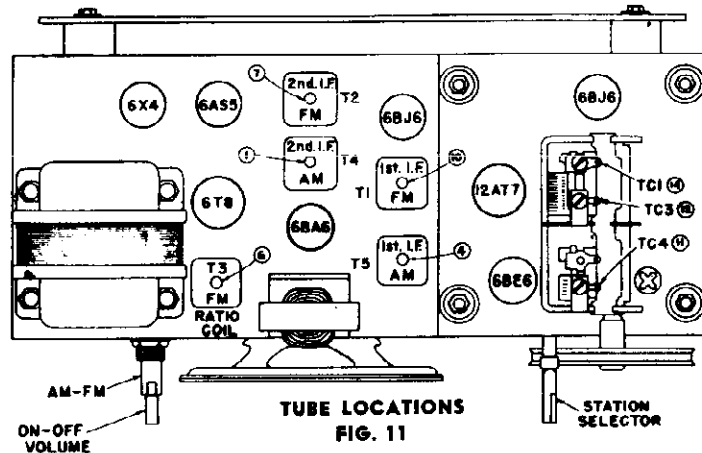 6X4
6AS5
7
2nd. I.F.
FM
T2
6BJ6
6BJ6
1
2nd. I.F.
AM
T4
1st. I.F.
FM
T1
10
12AT7
TC1 14
TC3
TC4 11
6T8
6BA6
T5
1st. I.F.
AM
4
6BE6
T3
FM
6
RATIO
COIL
AM-FM
ON-OFF
VOLUME
STATION
SELECTOR
TUBE LOCATIONS
FIG. 11